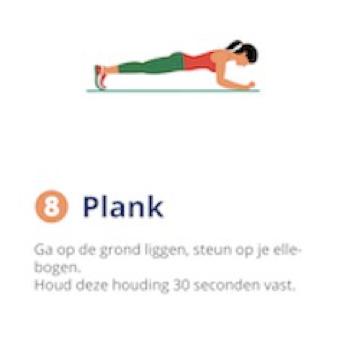 8 Plank
Ga op de grond liggen, steun op je elle-
bogen.
Houd deze houding 30 seconden vast.